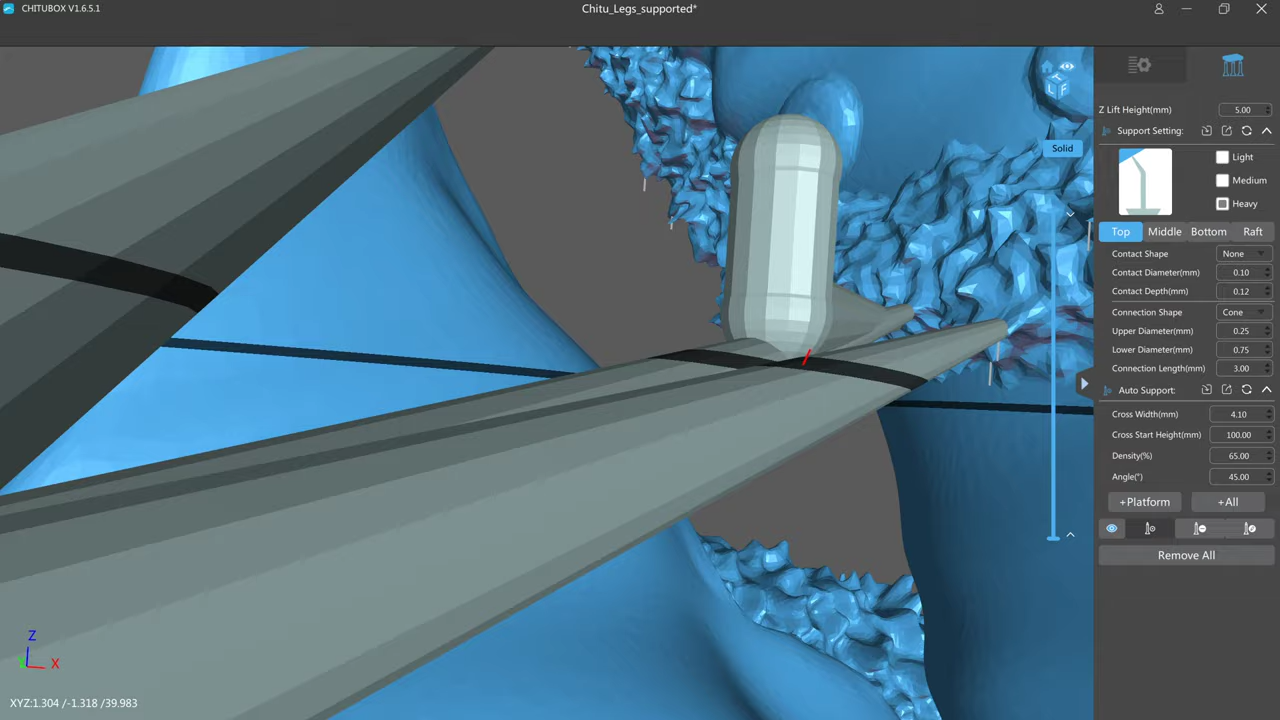 CHITUBOX V1.6.5.1
Chitu_Legs_supported*
Z Lift Height(mm) 5.00
Support Setting:
Solid
Light
Medium
Heavy
Top Middle Bottom Raft
Contact Shape None
Contact Diameter(mm) 0.10
Contact Depth(mm) 0.12
Connection Shape Cone
Upper Diameter(mm) 0.25
Lower Diameter(mm) 0.75
Connection Length(mm) 3.00
Auto Support:
Cross Width(mm) 4.10
Cross Start Height(mm) 100.00
Density(%) 65.00
Angle(°) 45.00
+Platform +All
Remove All
Z
X
XYZ:1.304 /-1.318 /39.983